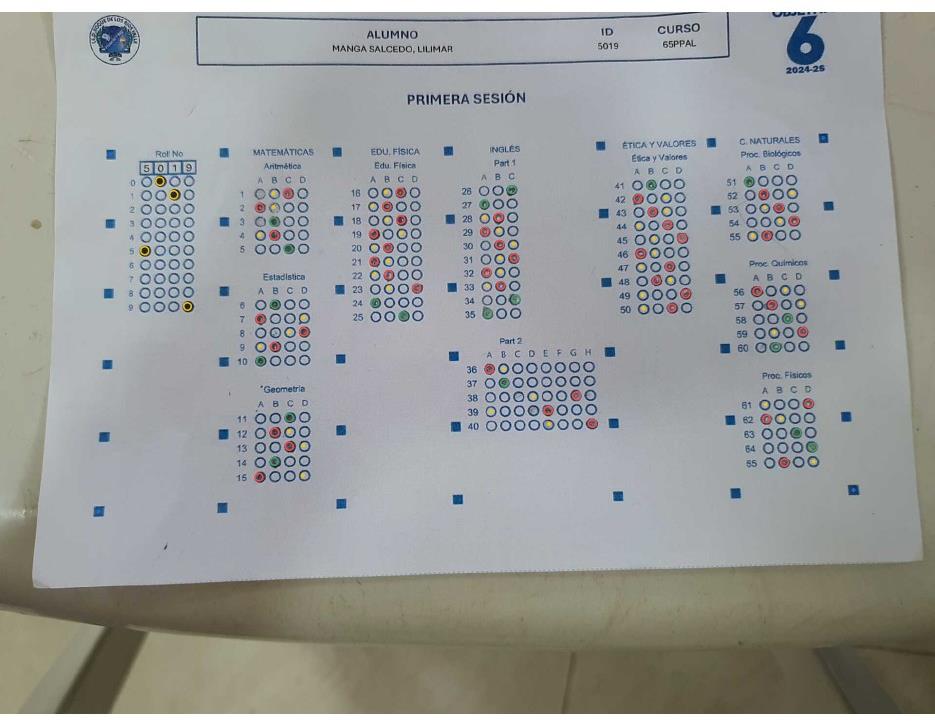 OBJETIVO
ALUMNO
MANGA SALCEDO, LILIMAR
ID
5019
CURSO
65PPAL
6
2024-25
PRIMERA SESIÓN
Roll No
5 0 1 9
0
1
2
3
4
5
6
7
8
9
MATEMÁTICAS
Aritmética
A B C D
1
2
3
4
5
Estadística
A B C D
6
7
8
9
10
Geometria
A B C D
11
12
13
14
15
EDU. FÍSICA
Edu. Física
A B C D
16
17
18
19
20
21
22
23
24
25
INGLÉS
Part 1
A B C
26
27
28
29
30
31
32
33
34
35
Part 2
A B C D E F G H
36
37
38
39
40
ÉTICA Y VALORES
Ética y Valores
A B C D
41
42
43
44
45
46
47
48
49
50
C. NATURALES
Proc. Biológicos
A B C D
51
52
53
54
55
Proc. Químicos
A B C D
56
57
58
59
60
Proc. Físicos
A B C D
61
62
63
64
65